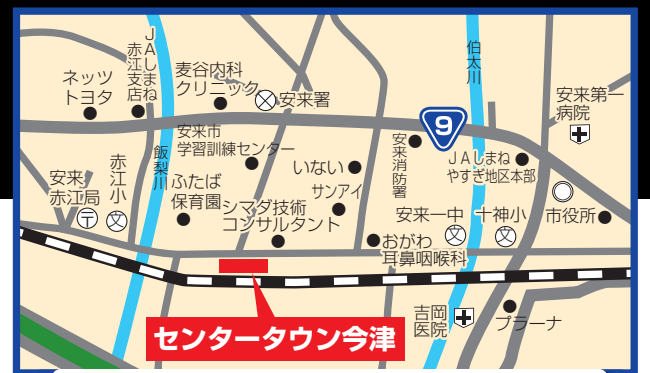 ネッツ
トヨタ
JAしまね
赤江支店
麦谷内科
クリニック
安来署
伯太川
安来第一
病院
9
安来市
学習訓練センター
飯梨川
安来消防署
JAしまね
やすぎ地区本部
安来
赤江局
〒
赤江小
文
ふたば
保育園
いない
サンアイ
シマダ技術
コンサルタント
安来一中
文
十神小
文
市役所
おがわ
耳鼻咽喉科
吉岡
医院
プラーナ
センタータウン今津